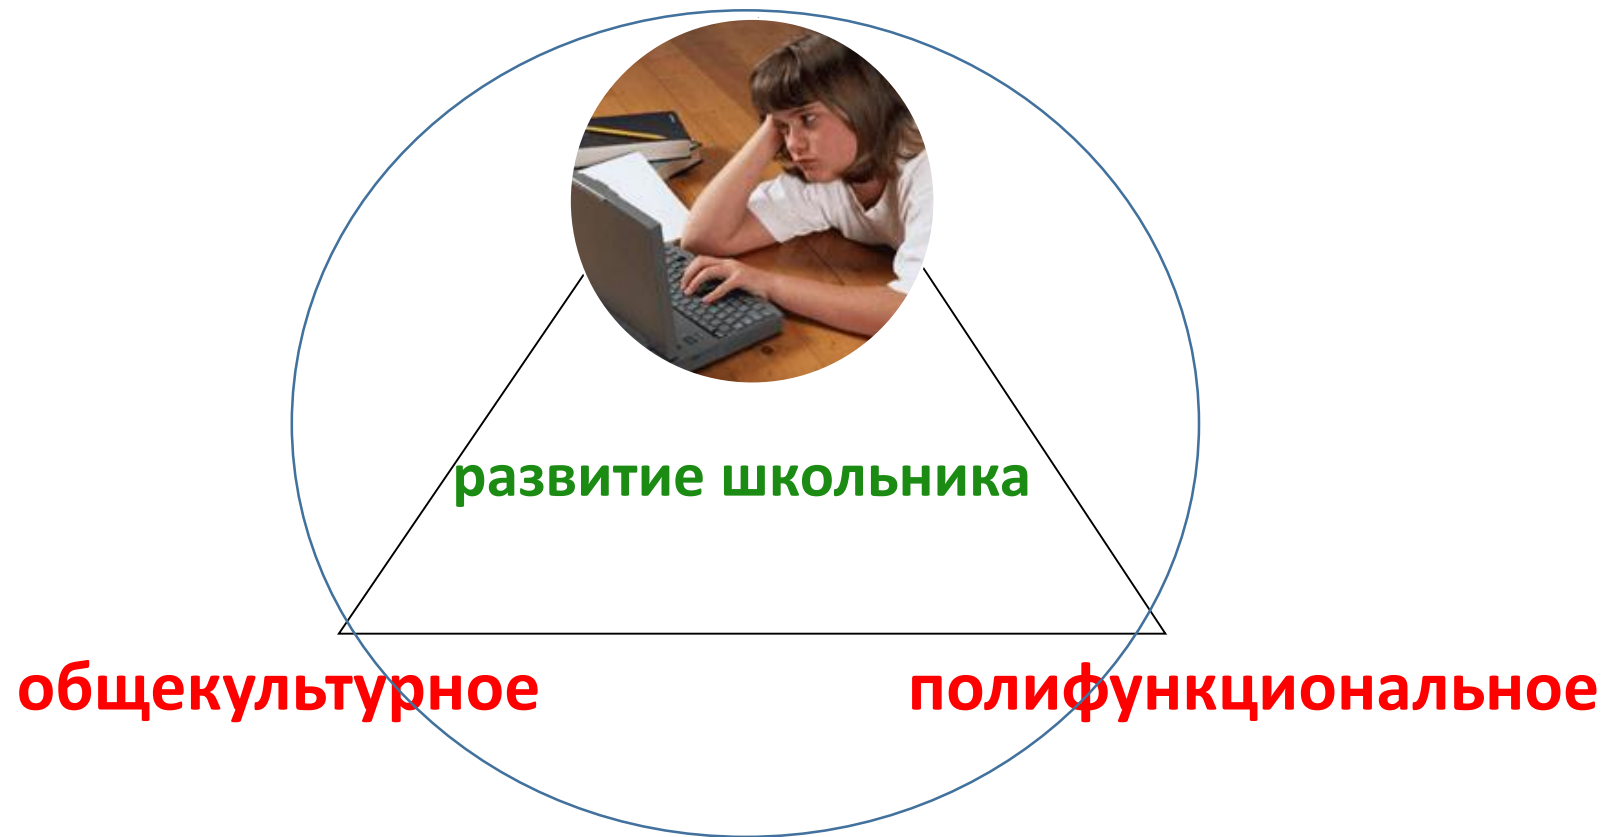 развитие школьника
общекультурное
полифункциональное